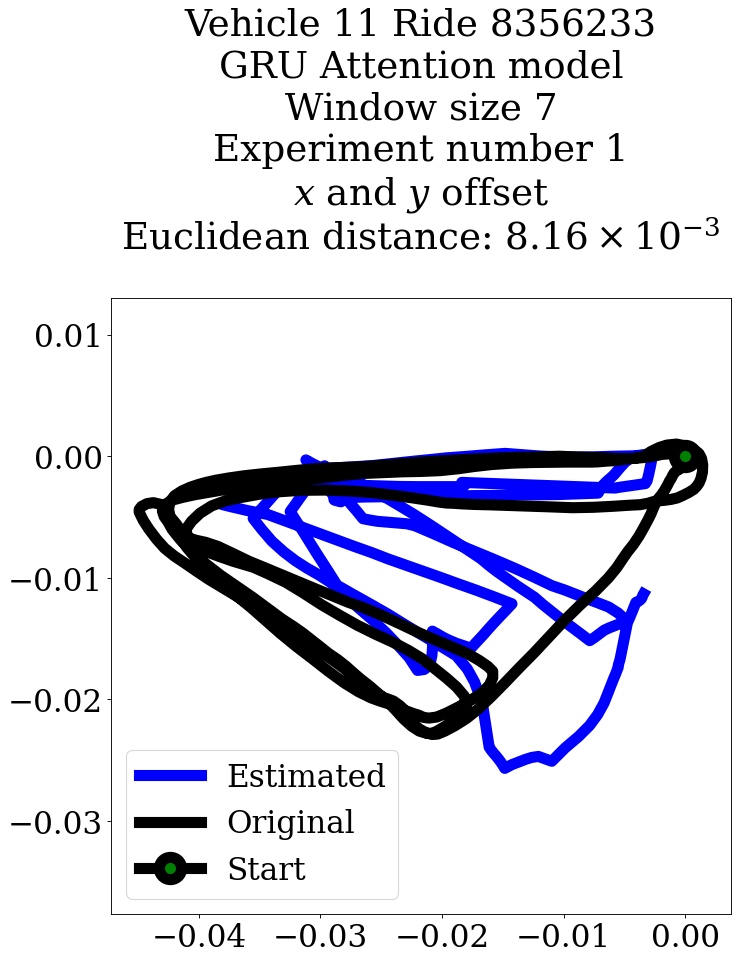 Vehicle 11 Ride 8356233
GRU Attention model
Window size 7
Experiment number 1
x and y offset
Euclidean distance: 8.16 × 10⁻³
0.01
0.00
−0.01
−0.02
−0.03
Estimated
Original
Start
−0.04 −0.03 −0.02 −0.01 0.00